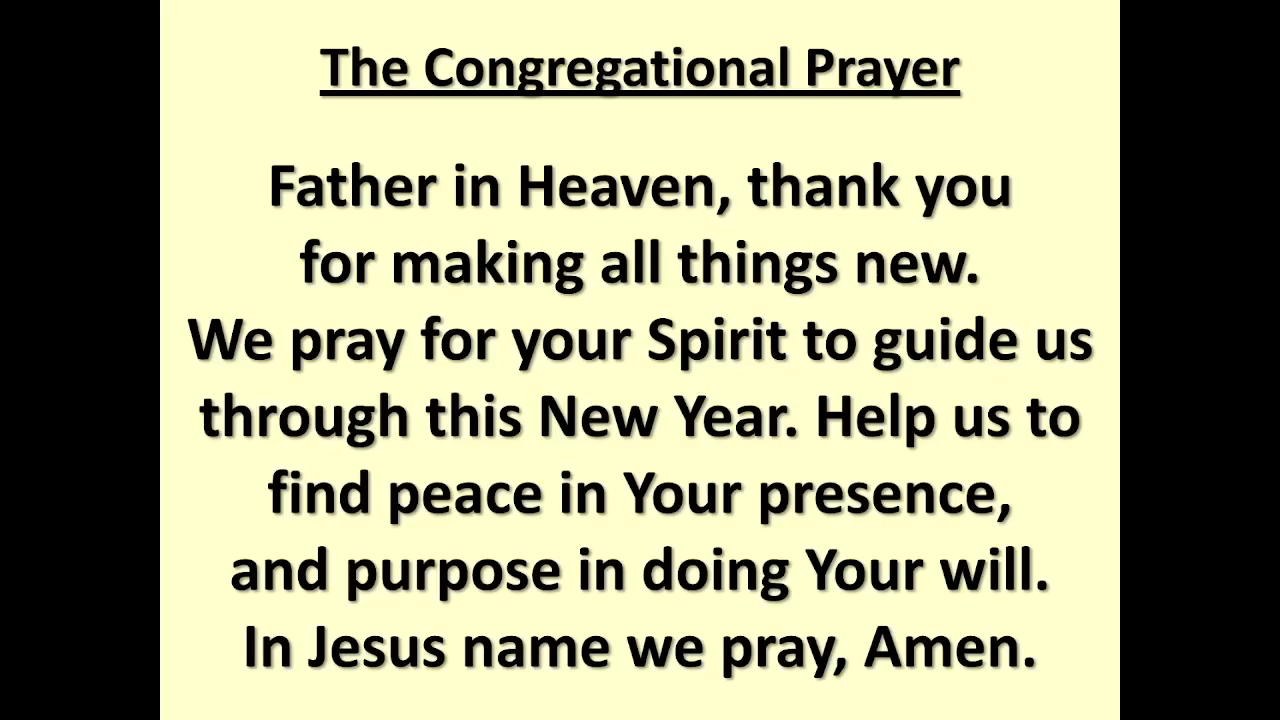 The Congregational Prayer
Father in Heaven, thank you
for making all things new.
We pray for your Spirit to guide us
through this New Year. Help us to
find peace in Your presence,
and purpose in doing Your will.
In Jesus name we pray, Amen.